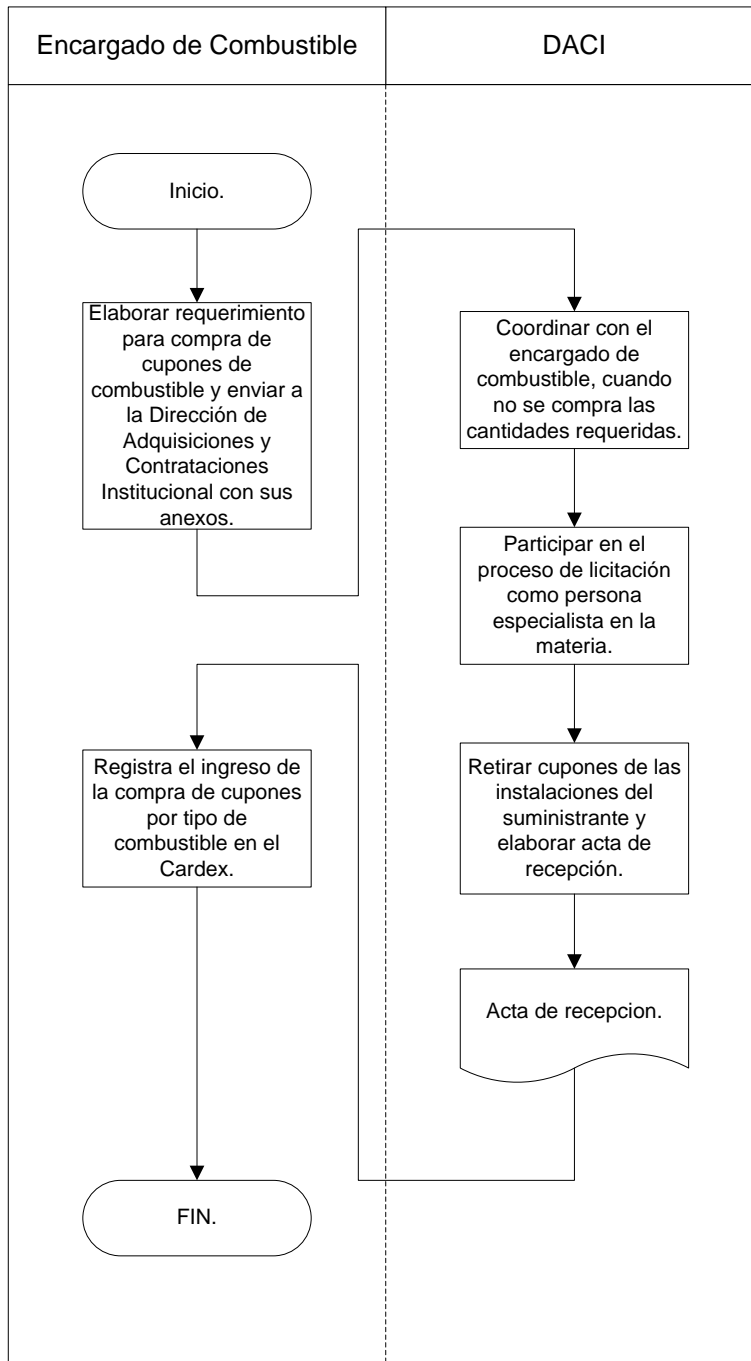 Encargado de Combustible
DACI
Inicio.
Elaborar requerimiento
para compra de
cupones de
combustible y enviar a
la Dirección de
Adquisiciones y
Contrataciones
Institucional con sus
anexos.
Coordinar con el
encargado de
combustible, cuando
no se compra las
cantidades requeridas.
Participar en el
proceso de licitación
como persona
especialista en la
materia.
Retirar cupones de las
instalaciones del
suministrante y
elaborar acta de
recepción.
Acta de recepcion.
Registra el ingreso de
la compra de cupones
por tipo de
combustible en el
Cardex.
FIN.